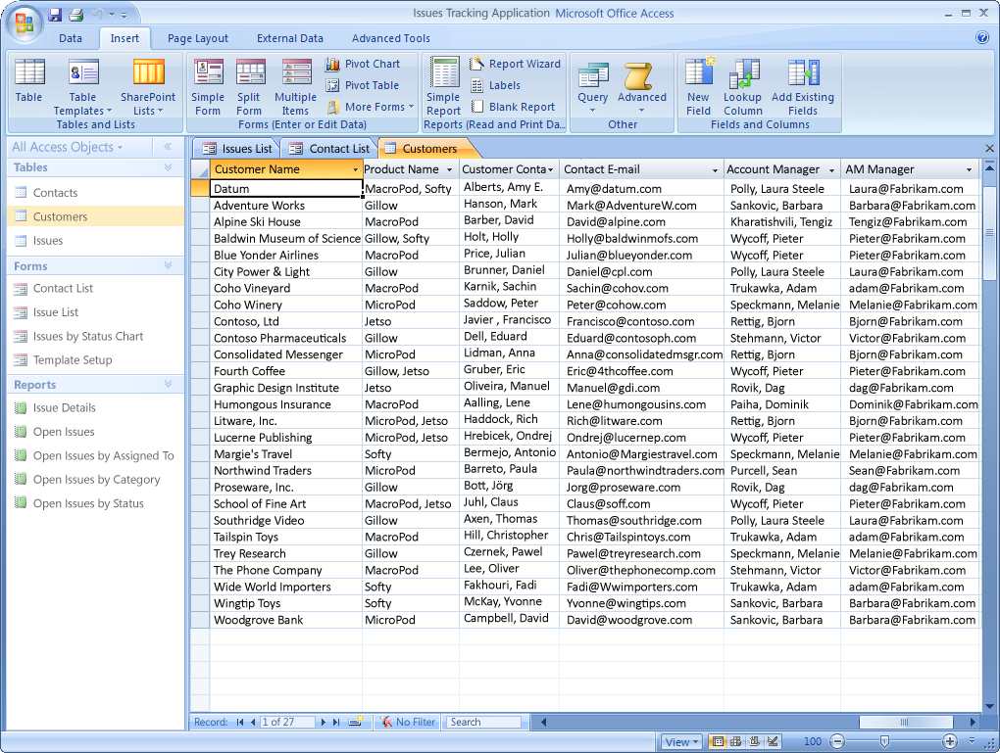 Issues Tracking Application Microsoft Office Access
Data Insert Page Layout External Data Advanced Tools
Table
Table Templates
SharePoint Lists
Tables and Lists
Simple Form
Split Form
Multiple Items
Pivot Chart
Pivot Table
More Forms
Forms (Enter or Edit Data)
Simple Report
Report Wizard
Labels
Blank Report
Reports (Read and Print Da...
Query
Advanced
Other
New Field
Lookup Column
Add Existing Fields
Fields and Columns
All Access Objects
Tables
Contacts
Customers
Issues
Forms
Contact List
Issue List
Issues by Status Chart
Template Setup
Reports
Issue Details
Open Issues
Open Issues by Assigned To
Open Issues by Category
Open Issues by Status
Issues List Contact List Customers
Customer Name Product Name Customer Conta Contact E-mail Account Manager AM Manager
Datum MacroPod, Softy Alberts, Amy E. Amy@datum.com Polly, Laura Steele Laura@Fabrikam.com
Adventure Works Gillow Hanson, Mark Mark@AdventureW.com Sankovic, Barbara Barbara@Fabrikam.com
Alpine Ski House MacroPod Barber, David David@alpine.com Kharatishvili, Tengiz Tengiz@Fabrikam.com
Baldwin Museum of Science Gillow, Softy Holt, Holly Holly@baldwinmofs.com Wycoff, Pieter Pieter@Fabrikam.com
Blue Yonder Airlines MacroPod Price, Julian Julian@blueyonder.com Wycoff, Pieter Pieter@Fabrikam.com
City Power & Light Gillow Brunner, Daniel Daniel@cpl.com Polly, Laura Steele Laura@Fabrikam.com
Coho Vineyard MacroPod Karnik, Sachin Sachin@cohov.com Trukawka, Adam adam@Fabrikam.com
Coho Winery MicroPod Saddow, Peter Peter@cohow.com Speckmann, Melanie Melanie@Fabrikam.com
Contoso, Ltd Jetso Javier , Francisco Francisco@contoso.com Rettig, Bjorn Bjorn@Fabrikam.com
Contoso Pharmaceuticals Gillow Dell, Eduard Eduard@contosoph.com Stehmann, Victor Victor@Fabrikam.com
Consolidated Messenger MicroPod Lidman, Anna Anna@consolidatedmsgr.com Rettig, Bjorn Bjorn@Fabrikam.com
Fourth Coffee Gillow, Jetso Gruber, Eric Eric@4thcoffee.com Wycoff, Pieter Pieter@Fabrikam.com
Graphic Design Institute Jetso Oliveira, Manuel Manuel@gdi.com Rovik, Dag dag@Fabrikam.com
Humongous Insurance MacroPod Aalling, Lene Lene@humongousins.com Paiha, Dominik Dominik@Fabrikam.com
Litware, Inc. MicroPod, Jetso Haddock, Rich Rich@litware.com Rettig, Bjorn Bjorn@Fabrikam.com
Lucerne Publishing MicroPod, Jetso Hrebicek, Ondrej Ondrej@lucernep.com Wycoff, Pieter Pieter@Fabrikam.com
Margie's Travel Softy Bermejo, Antonio Antonio@Margiestravel.com Speckmann, Melanie Melanie@Fabrikam.com
Northwind Traders MicroPod Barreto, Paula Paula@northwindtraders.com Purcell, Sean Sean@Fabrikam.com
Proseware, Inc. Gillow Bott, Jörg Jorg@proseware.com Rovik, Dag dag@Fabrikam.com
School of Fine Art MacroPod, Jetso Juhl, Claus Claus@soff.com Wycoff, Pieter Pieter@Fabrikam.com
Southridge Video Gillow Axen, Thomas Thomas@southridge.com Polly, Laura Steele Laura@Fabrikam.com
Tailspin Toys MacroPod Hill, Christopher Chris@Tailspintoys.com Trukawka, Adam adam@Fabrikam.com
Trey Research Gillow Czernek, Pawel Pawel@treyresearch.com Speckmann, Melanie Melanie@Fabrikam.com
The Phone Company MacroPod Lee, Oliver Oliver@thephonecomp.com Stehmann, Victor Victor@Fabrikam.com
Wide World Importers Softy Fakhouri, Fadi Fadi@Wwimporters.com Trukawka, Adam adam@Fabrikam.com
Wingtip Toys Softy McKay, Yvonne Yvonne@wingtips.com Sankovic, Barbara Barbara@Fabrikam.com
Woodgrove Bank MicroPod Campbell, David David@woodgrove.com Sankovic, Barbara Barbara@Fabrikam.com
Record: 1 of 27 No Filter Search
View 100